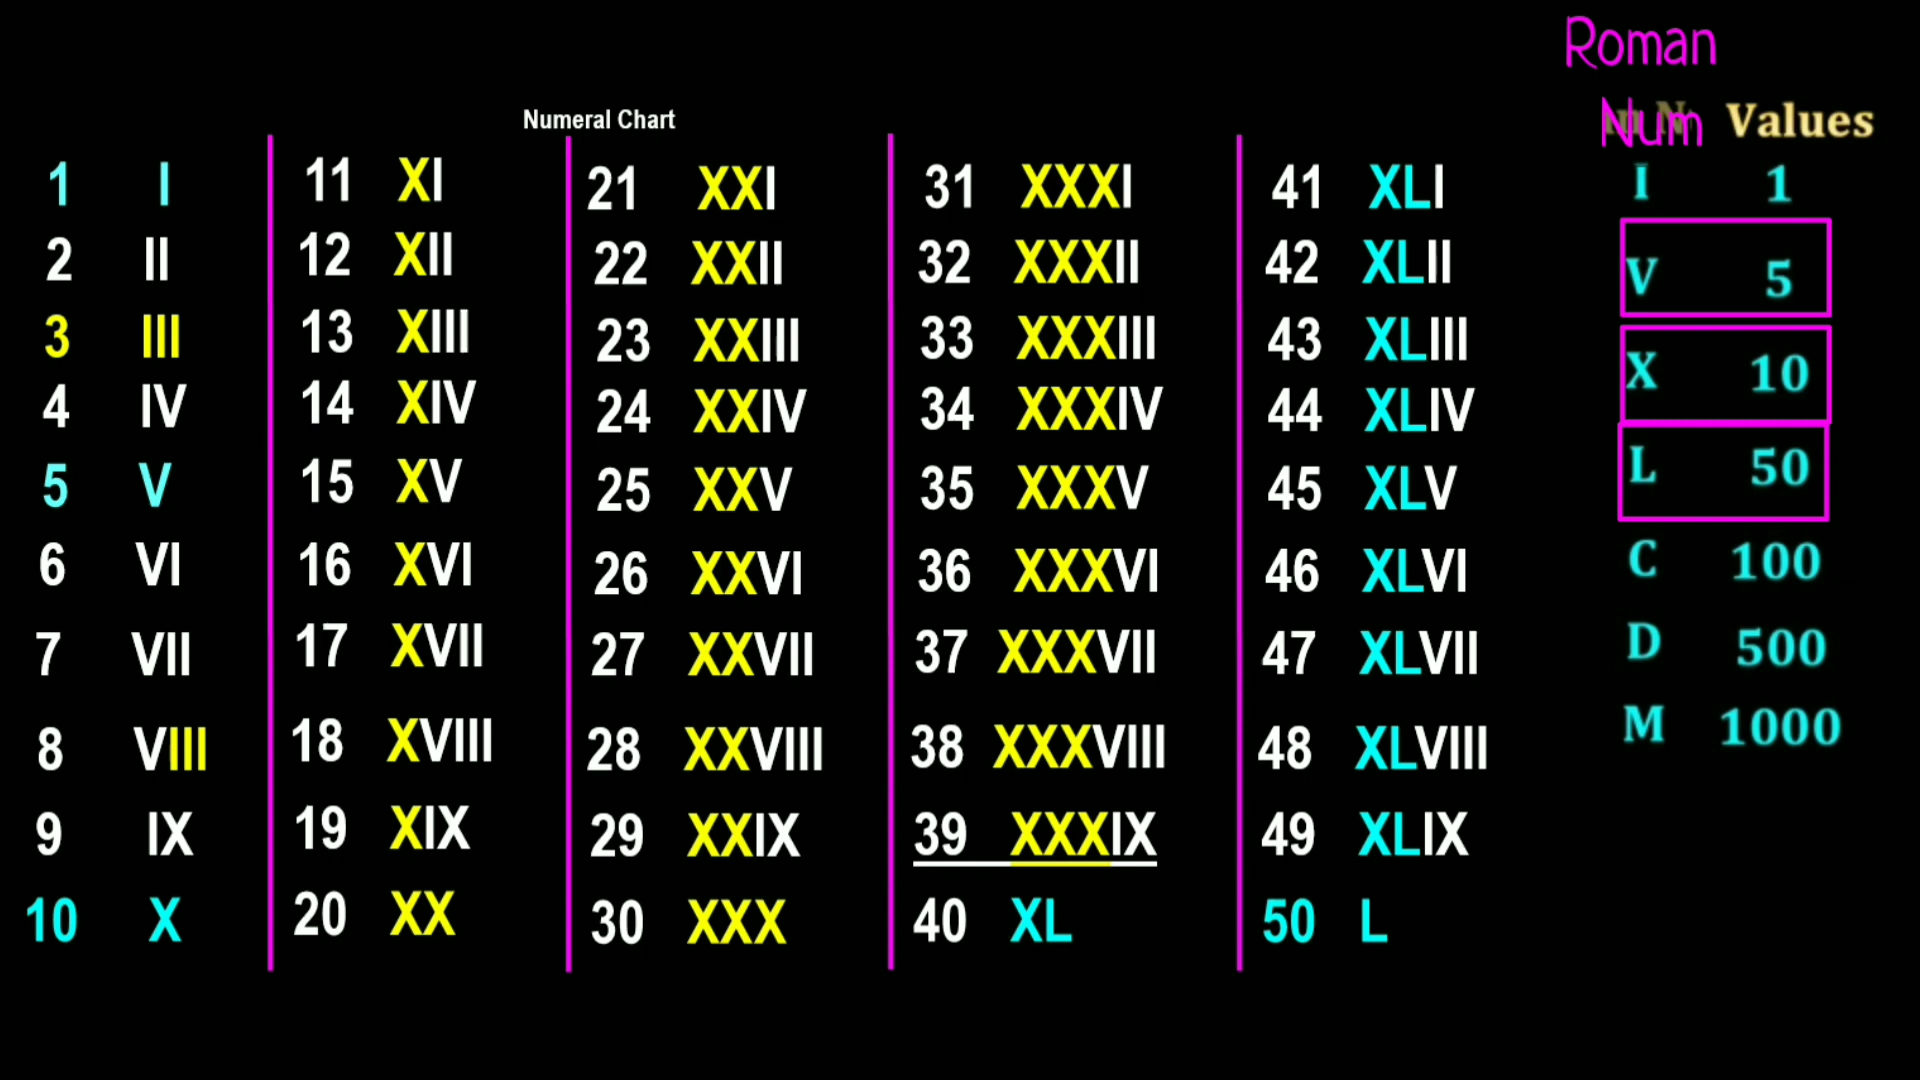 Roman
Num Values
Numeral Chart
1 I 11 XI 21 XXI 31 XXXI 41 XLI I 1
2 II 12 XII 22 XXII 32 XXXII 42 XLII V 5
3 III 13 XIII 23 XXIII 33 XXXIII 43 XLIII X 10
4 IV 14 XIV 24 XXIV 34 XXXIV 44 XLIV L 50
5 V 15 XV 25 XXV 35 XXXV 45 XLV
6 VI 16 XVI 26 XXVI 36 XXXVI 46 XLVI C 100
7 VII 17 XVII 27 XXVII 37 XXXVII 47 XLVII D 500
8 VIII 18 XVIII 28 XXVIII 38 XXXVIII 48 XLVIII M 1000
9 IX 19 XIX 29 XXIX 39 XXXIX 49 XLIX
10 X 20 XX 30 XXX 40 XL 50 L